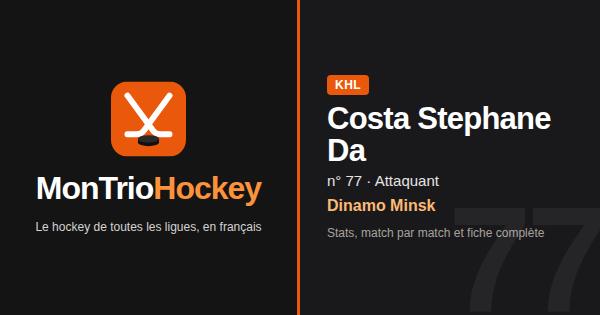 MonTrioHockey
Le hockey de toutes les ligues, en français
KHL
Costa Stephane
Da
n° 77 · Attaquant
Dinamo Minsk
Stats, match par match et fiche complète
77